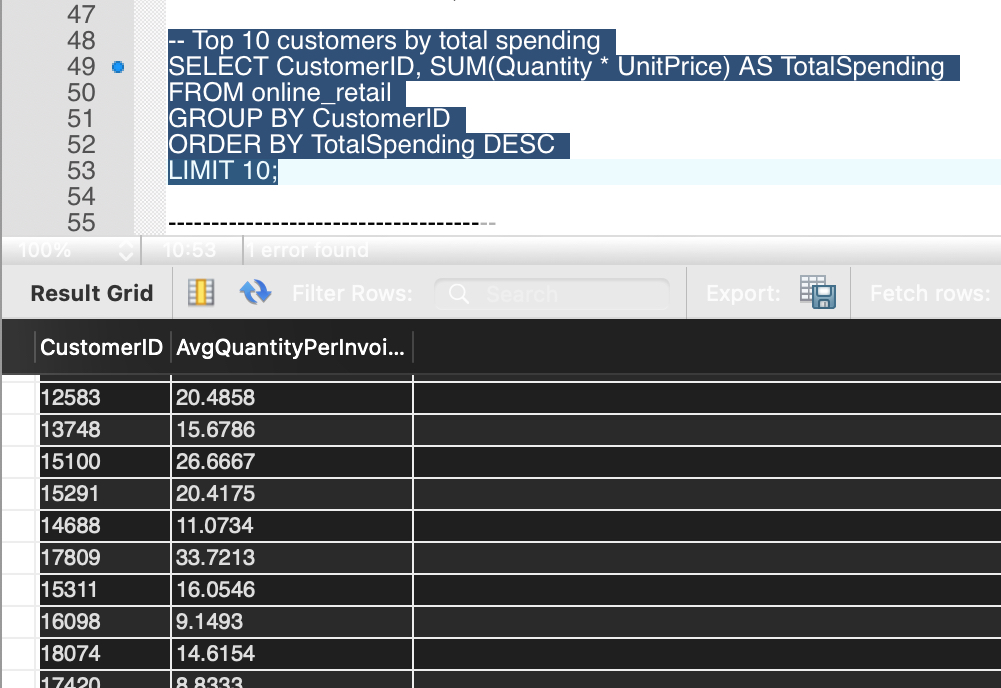 47
48 -- Top 10 customers by total spending
49 SELECT CustomerID, SUM(Quantity * UnitPrice) AS TotalSpending
50 FROM online_retail
51 GROUP BY CustomerID
52 ORDER BY TotalSpending DESC
53 LIMIT 10;
54
55 ---------------------------------------
100% 10:53 1 error found
Result Grid Filter Rows: Search Export: Fetch rows:
CustomerID AvgQuantityPerInvoi...
12583 20.4858
13748 15.6786
15100 26.6667
15291 20.4175
14688 11.0734
17809 33.7213
15311 16.0546
16098 9.1493
18074 14.6154
17420 8.8333